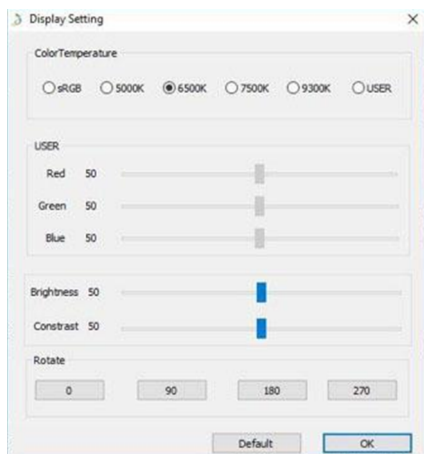 Display Setting
ColorTemperature
sRGB 5000K 6500K 7500K 9300K USER
USER
Red 50
Green 50
Blue 50
Brightness 50
Constrast 50
Rotate
0 90 180 270
Default OK